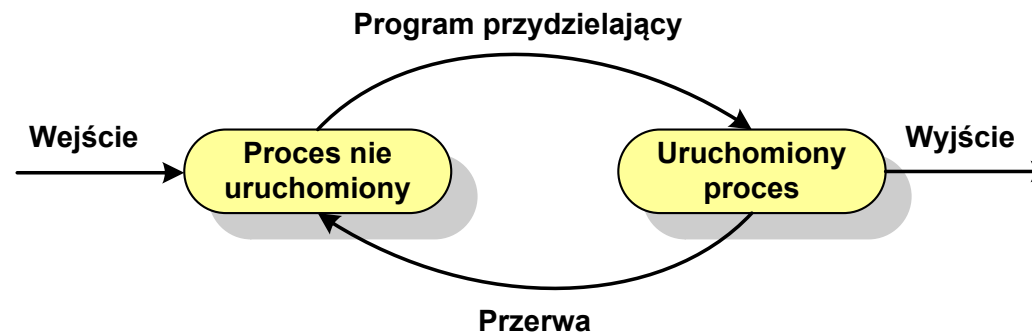 Program przydzielający
Wejście
Proces nie
uruchomiony
Uruchomiony
proces
Wyjście
Przerwa